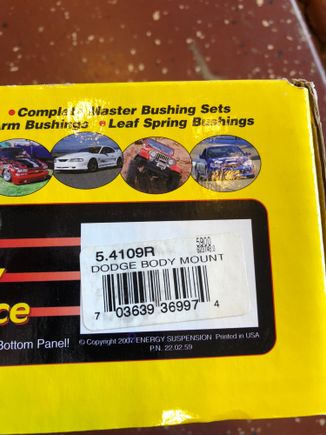 • Complete Master Bushing Sets
Arm Bushings • Leaf Spring Bushings
5.4109R
5900
DODGE BODY MOUNT
7 03639 36997 4
ce
Bottom Panel!
© Copyright 2007 ENERGY SUSPENSION Printed in USA
P.N. 22.02.59